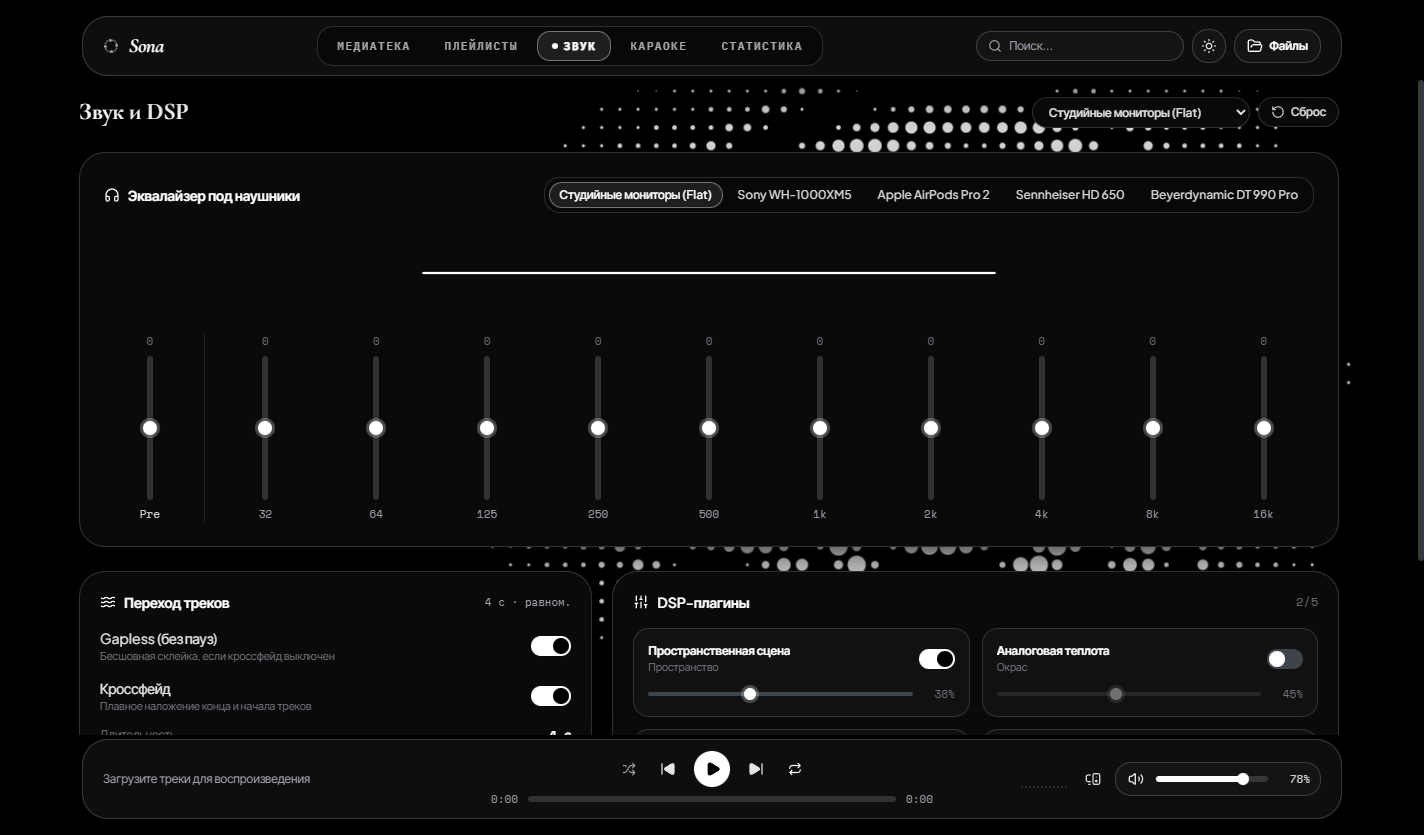 Sona МЕДИАТЕКА ПЛЕЙЛИСТЫ ЗВУК КАРАОКЕ СТАТИСТИКА Поиск... Файлы
Звук и DSP Студийные мониторы (Flat) Сброс
Эквалайзер под наушники Студийные мониторы (Flat) Sony WH-1000XM5 Apple AirPods Pro 2 Sennheiser HD 650 Beyerdynamic DT 990 Pro
0 0 0 0 0 0 0 0 0 0 0
Pre 32 64 125 250 500 1k 2k 4k 8k 16k
Переход треков 4 с · равном.
Gapless (без пауз)
Бесшовная склейка, если кроссфейд выключен
Кроссфейд
Плавное наложение конца и начала треков
Длительность 4 с
DSP-плагины 2/5
Пространственная сцена
Пространство
38%
Аналоговая теплота
Окрас
45%
Загрузите треки для воспроизведения
0:00 0:00
78%